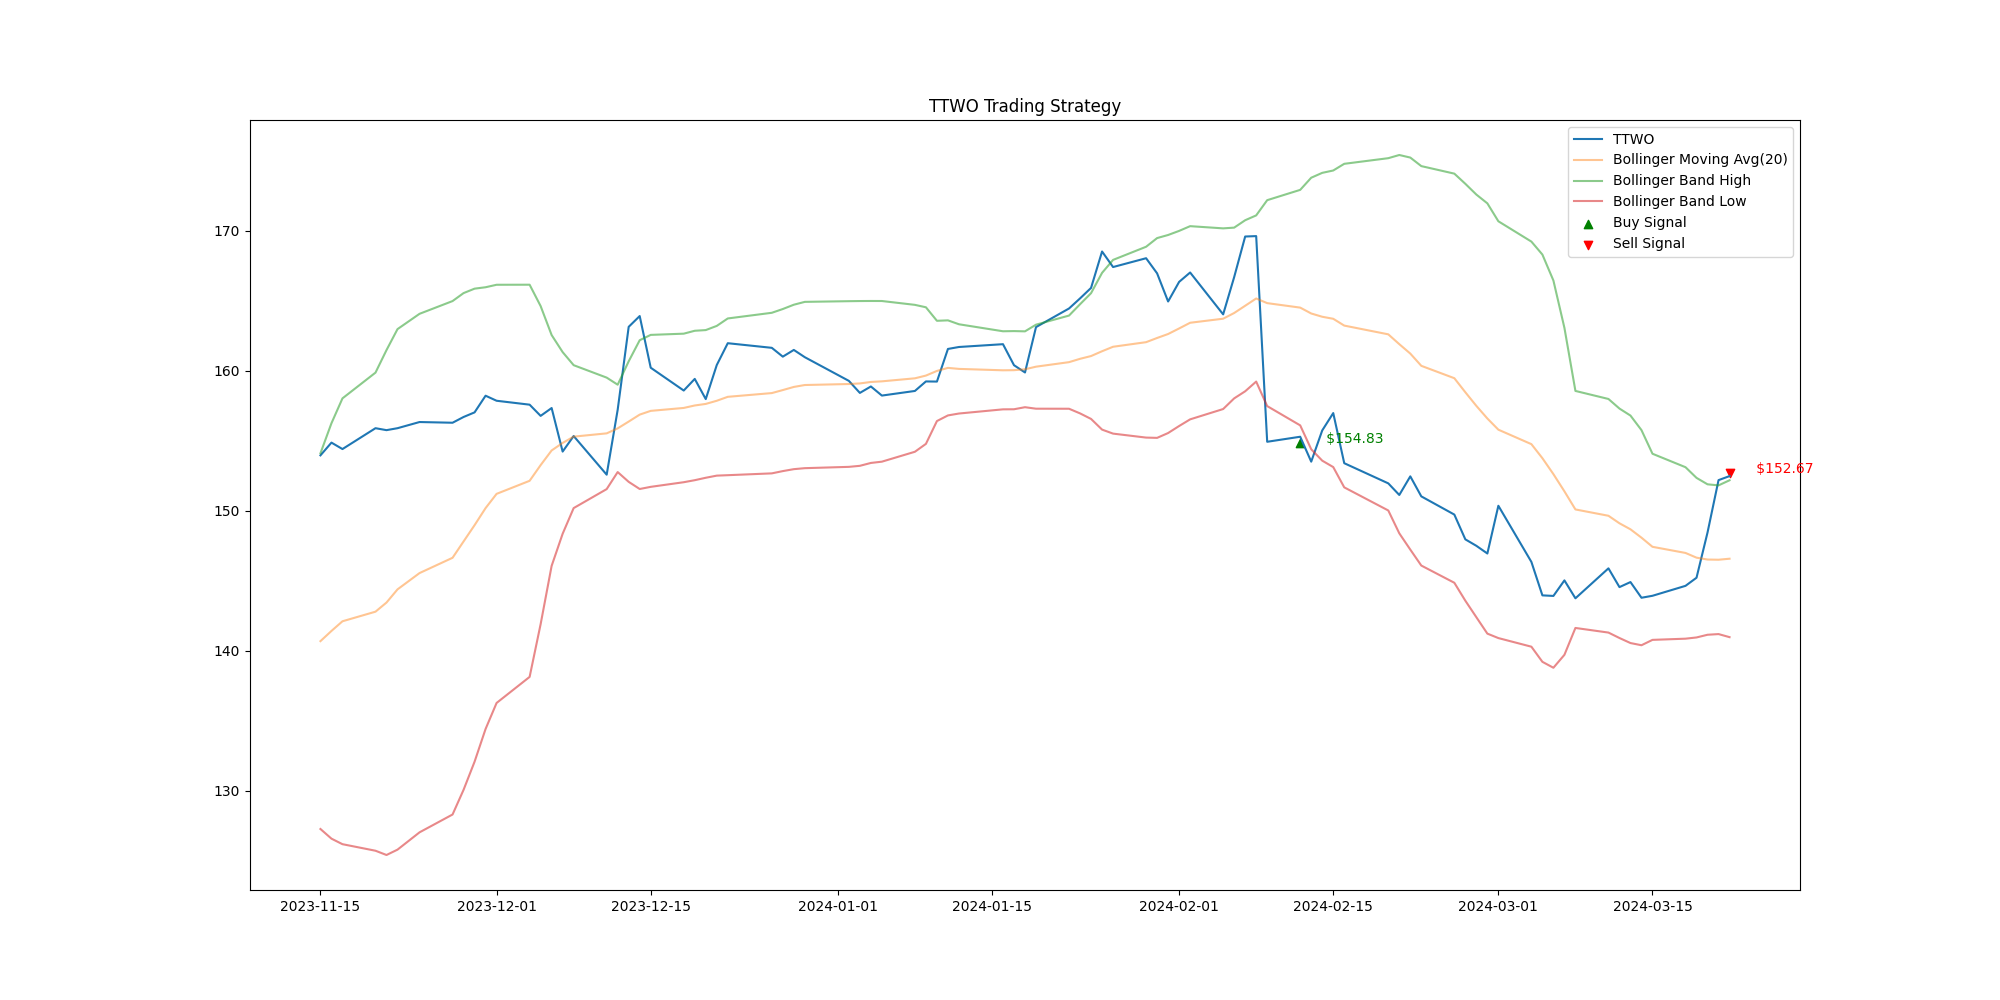 TTWO Trading Strategy
TTWO
Bollinger Moving Avg(20)
Bollinger Band High
Bollinger Band Low
Buy Signal
Sell Signal
170
160
150
140
130
$154.83
$152.67
2023-11-15
2023-12-01
2023-12-15
2024-01-01
2024-01-15
2024-02-01
2024-02-15
2024-03-01
2024-03-15